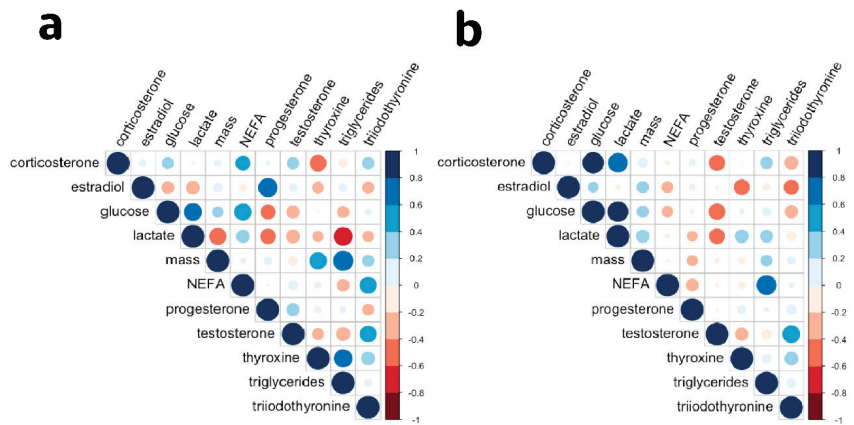 a
corticosterone
estradiol
glucose
lactate
mass
NEFA
progesterone
testosterone
thyroxine
triglycerides
triiodothyronine
corticosterone
estradiol
glucose
lactate
mass
NEFA
progesterone
testosterone
thyroxine
triglycerides
triiodothyronine
1
0.8
0.6
0.4
0.2
0
-0.2
-0.4
-0.6
-0.8
-1
b
corticosterone
estradiol
glucose
lactate
mass
NEFA
progesterone
testosterone
thyroxine
triglycerides
triiodothyronine
corticosterone
estradiol
glucose
lactate
mass
NEFA
progesterone
testosterone
thyroxine
triglycerides
triiodothyronine
1
0.8
0.6
0.4
0.2
0
-0.2
-0.4
-0.6
-0.8
-1